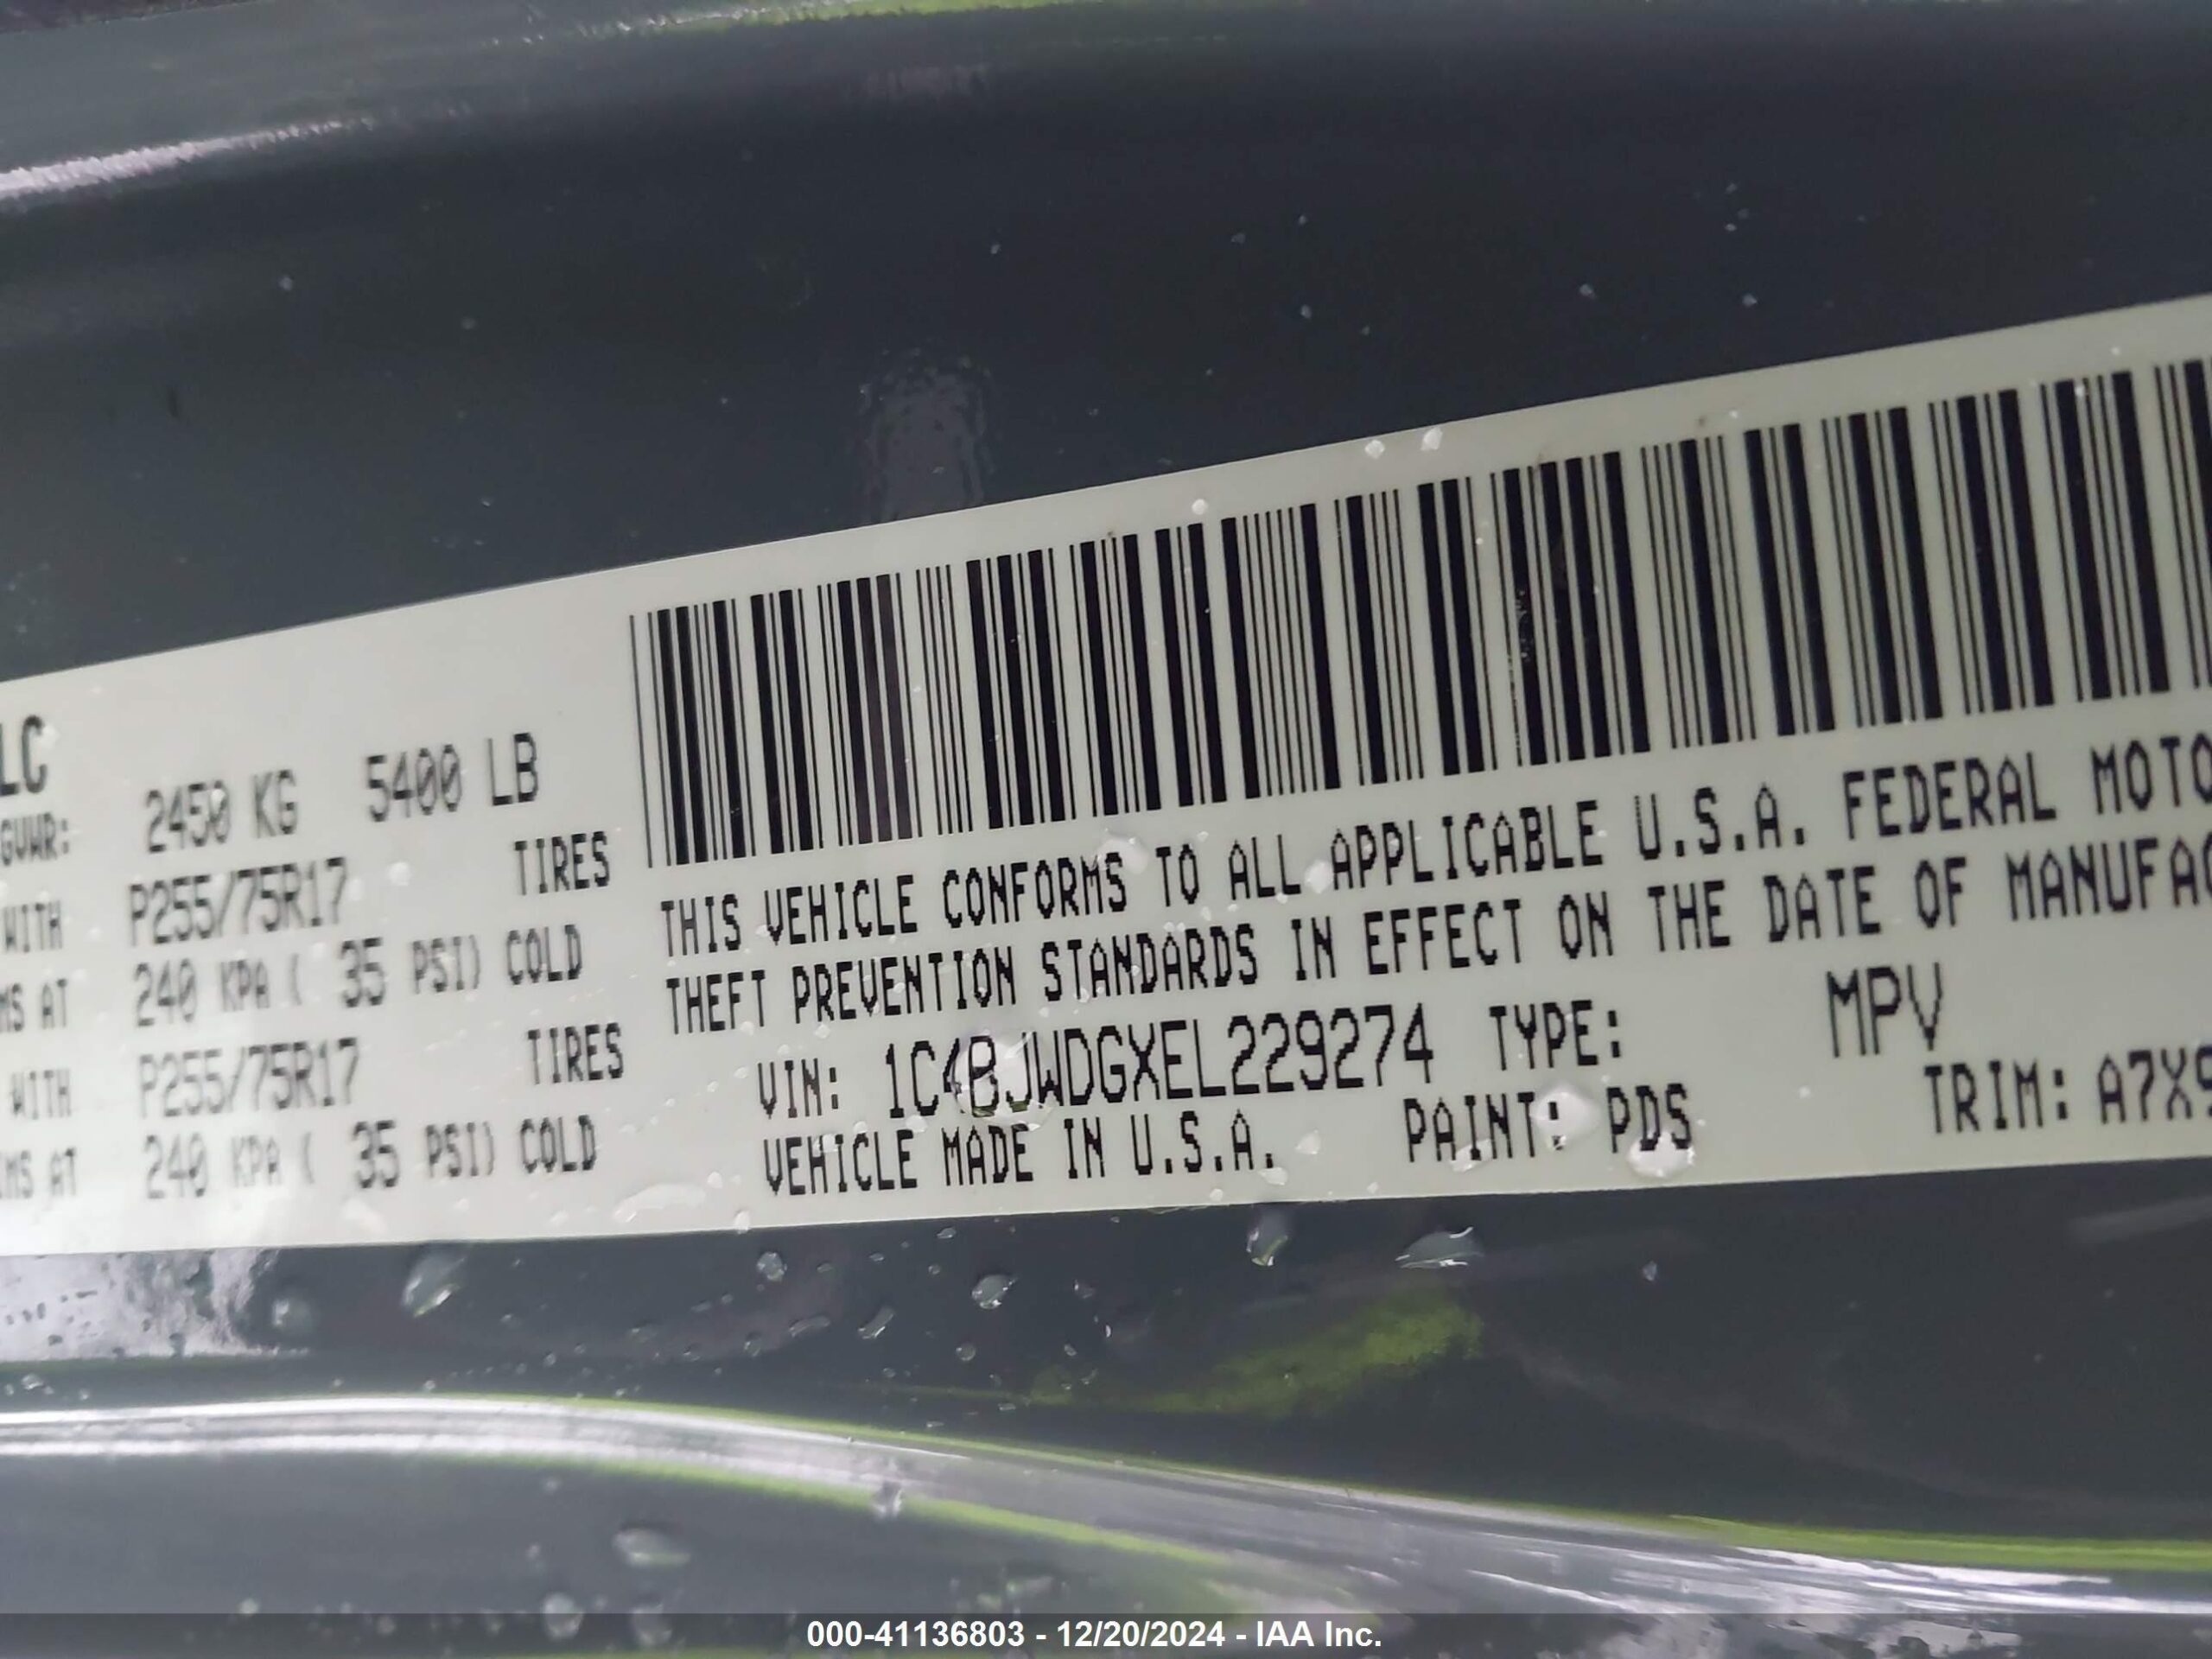 LC
GVWR: 2450 KG 5400 LB
WITH P255/75R17 TIRES
MS AT 240 KPA ( 35 PSI) COLD
WITH P255/75R17 TIRES
MS AT 240 KPA ( 35 PSI) COLD
THIS VEHICLE CONFORMS TO ALL APPLICABLE U.S.A. FEDERAL MOTO
THEFT PREVENTION STANDARDS IN EFFECT ON THE DATE OF MANUFAC
VIN: 1C4BJWDGXEL229274 TYPE: MPV
VEHICLE MADE IN U.S.A. PAINT: PDS TRIM: A7X9
000-41136803 - 12/20/2024 - IAA Inc.